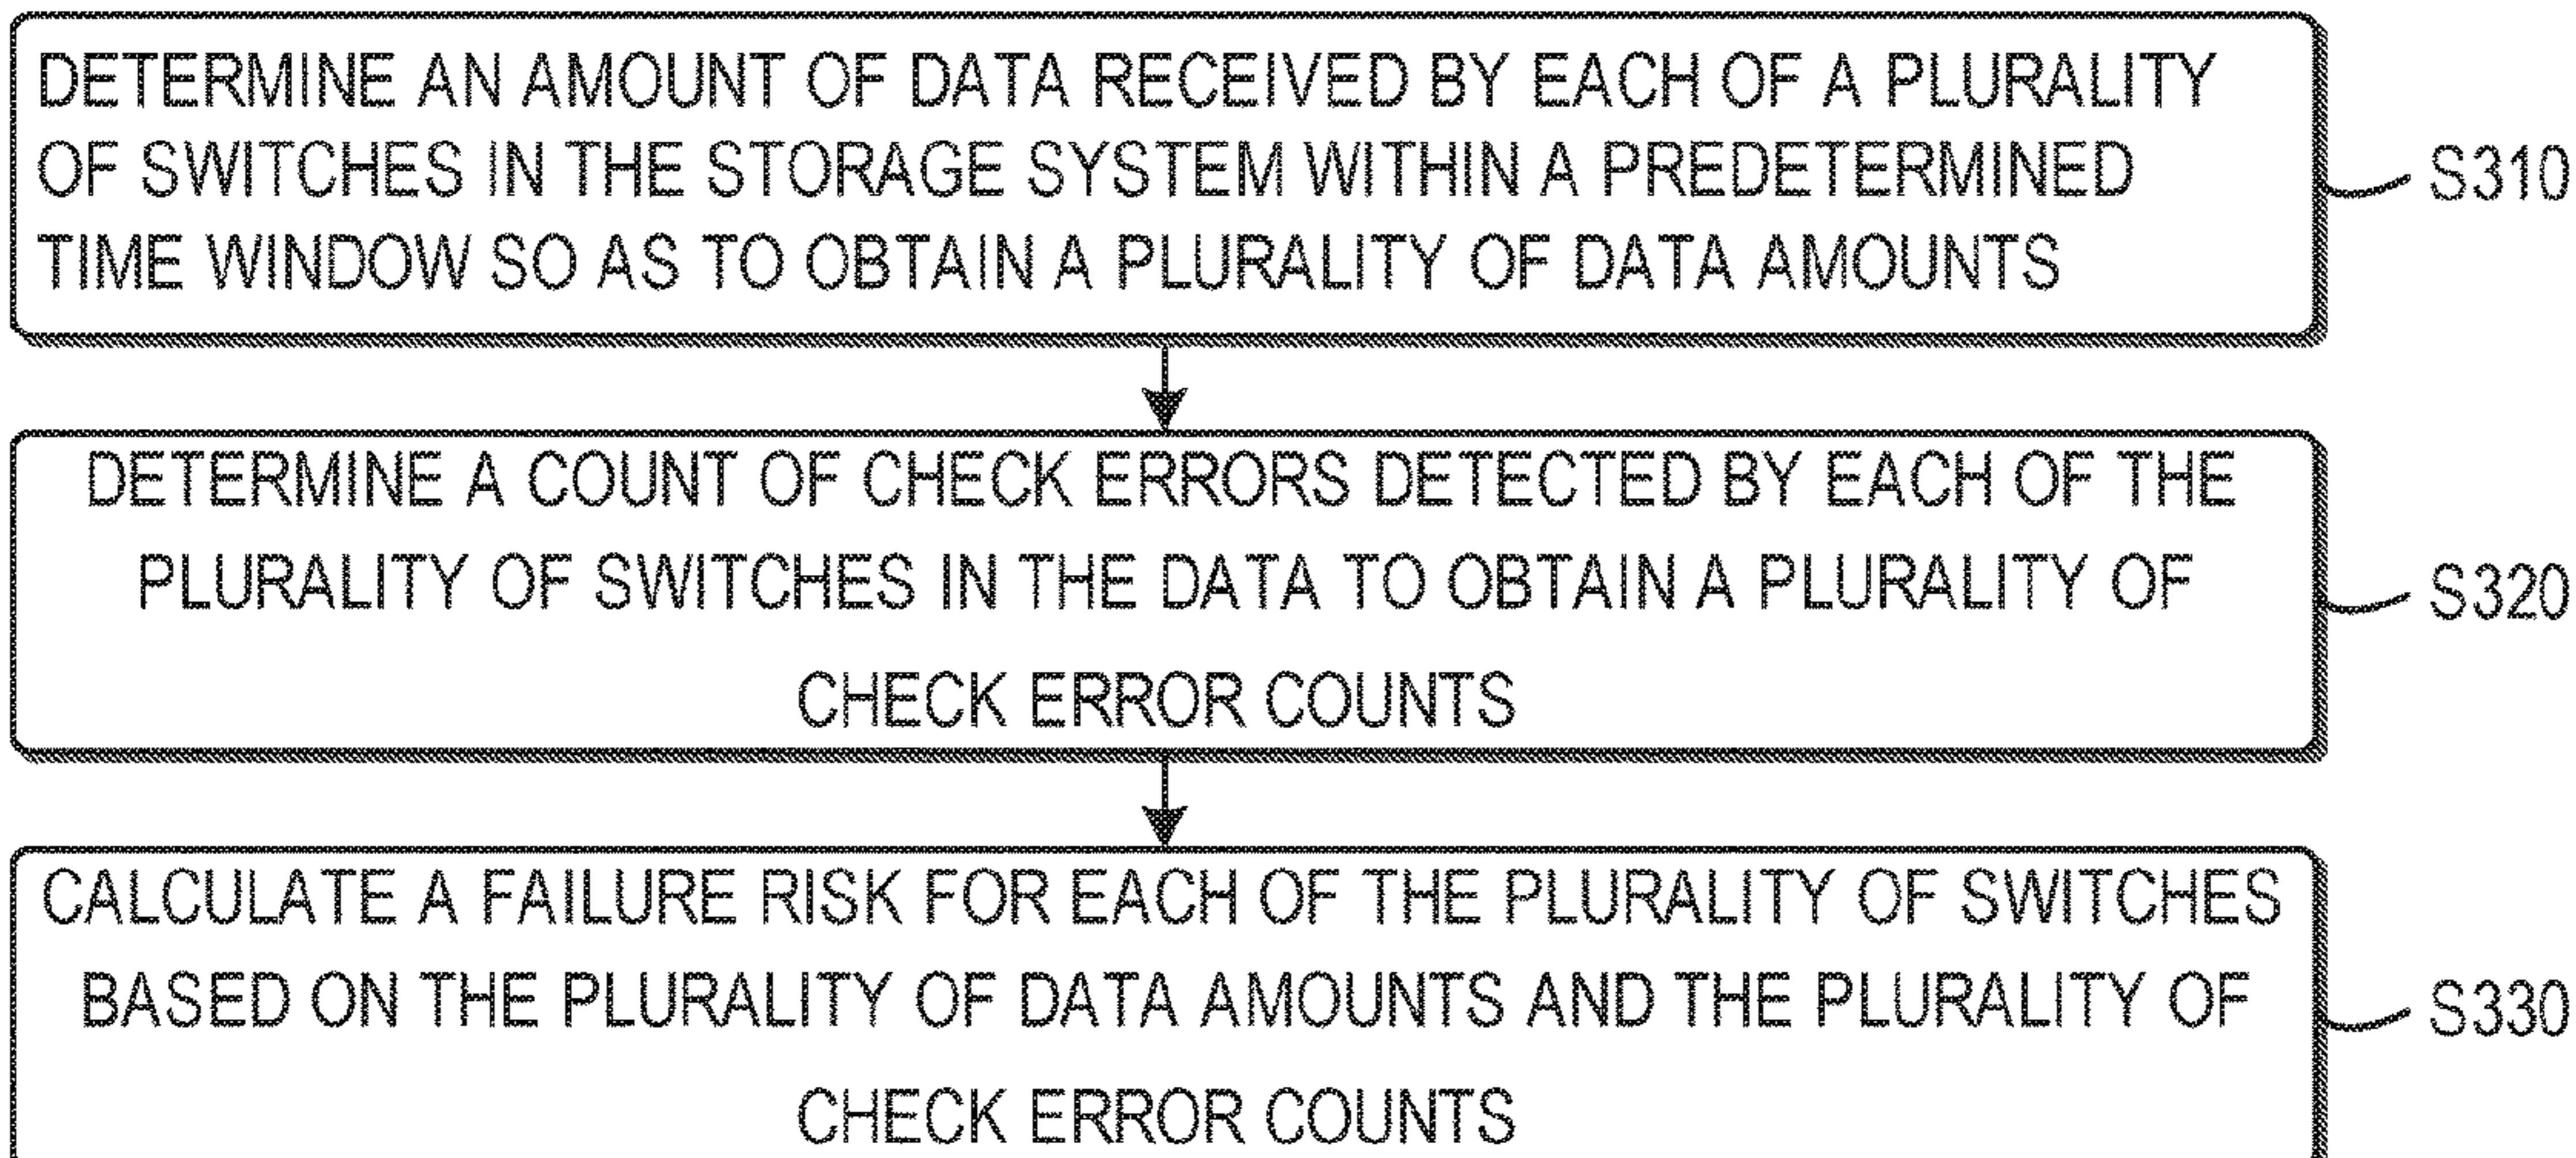 DETERMINE AN AMOUNT OF DATA RECEIVED BY EACH OF A PLURALITY
OF SWITCHES IN THE STORAGE SYSTEM WITHIN A PREDETERMINED
TIME WINDOW SO AS TO OBTAIN A PLURALITY OF DATA AMOUNTS
S310
DETERMINE A COUNT OF CHECK ERRORS DETECTED BY EACH OF THE
PLURALITY OF SWITCHES IN THE DATA TO OBTAIN A PLURALITY OF
CHECK ERROR COUNTS
S320
CALCULATE A FAILURE RISK FOR EACH OF THE PLURALITY OF SWITCHES
BASED ON THE PLURALITY OF DATA AMOUNTS AND THE PLURALITY OF
CHECK ERROR COUNTS
S330